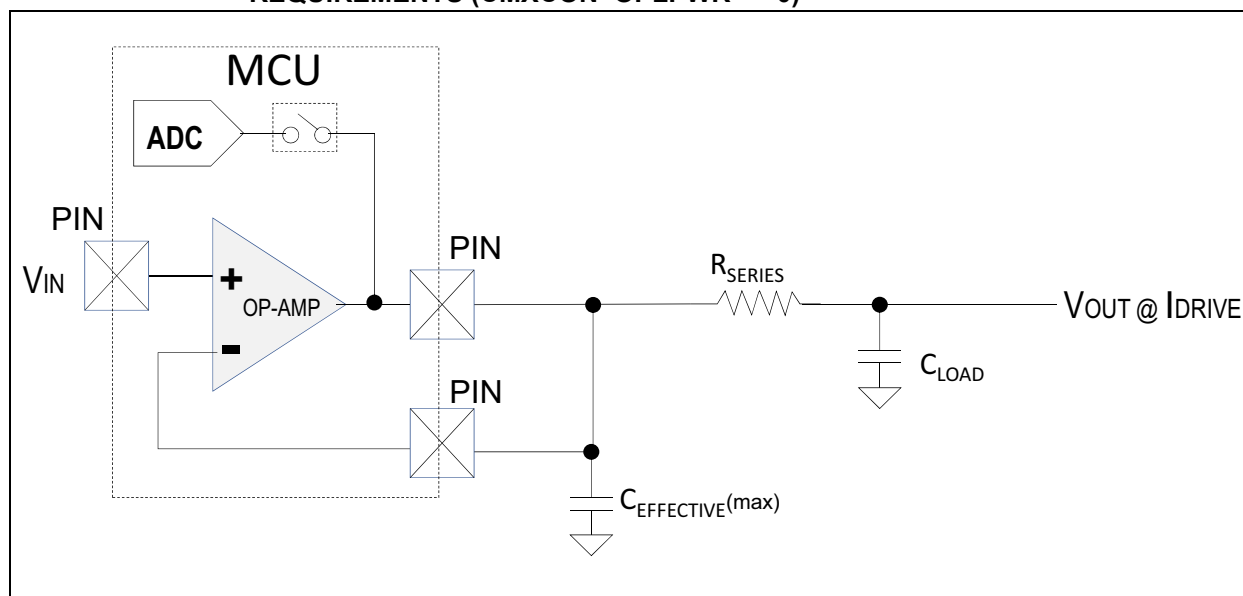 MCU
ADC
PIN
VIN
+
OP-AMP
-
PIN
PIN
RSERIES
CLOAD
VOUT @ IDRIVE
CEFFECTIVE(max)